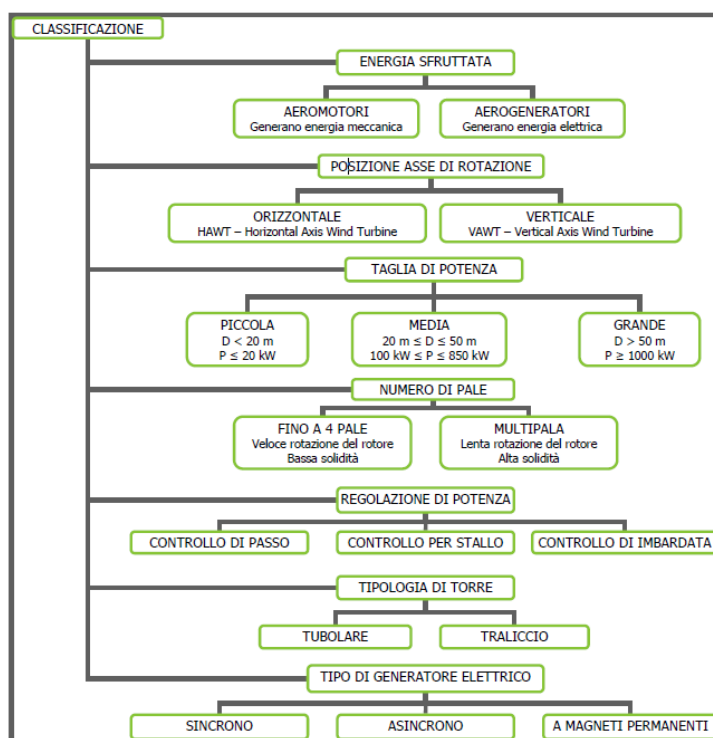 CLASSIFICAZIONE
ENERGIA SFRUTTATA
AEROMOTORI
Generano energia meccanica
AEROGENERATORI
Generano energia elettrica
POSIZIONE ASSE DI ROTAZIONE
ORIZZONTALE
HAWT – Horizontal Axis Wind Turbine
VERTICALE
VAWT – Vertical Axis Wind Turbine
TAGLIA DI POTENZA
PICCOLA
D < 20 m
P ≤ 20 kW
MEDIA
20 m ≤ D ≤ 50 m
100 kW ≤ P ≤ 850 kW
GRANDE
D > 50 m
P ≥ 1000 kW
NUMERO DI PALE
FINO A 4 PALE
Veloce rotazione del rotore
Bassa solidità
MULTIPALA
Lenta rotazione del rotore
Alta solidità
REGOLAZIONE DI POTENZA
CONTROLLO DI PASSO
CONTROLLO PER STALLO
CONTROLLO DI IMBARDATA
TIPOLOGIA DI TORRE
TUBOLARE
TRALICCIO
TIPO DI GENERATORE ELETTRICO
SINCRONO
ASINCRONO
A MAGNETI PERMANENTI